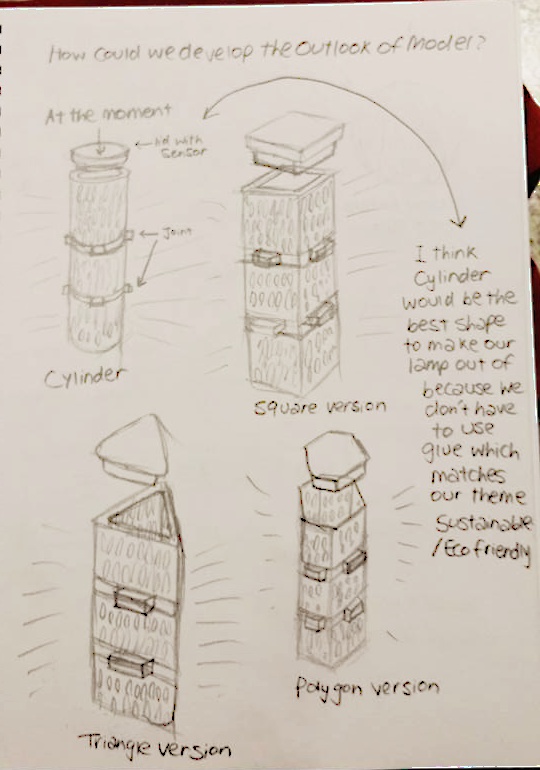 How could we develop the Outlook of Model?
At the moment
lid with
sensor
Joint
Cylinder
Square version
I think
Cylinder
would be the
best shape
to make our
lamp out of
because we
don't have
to use
glue which
matches
our theme
Sustainable
/Eco friendly
Triangle version
Polygon version